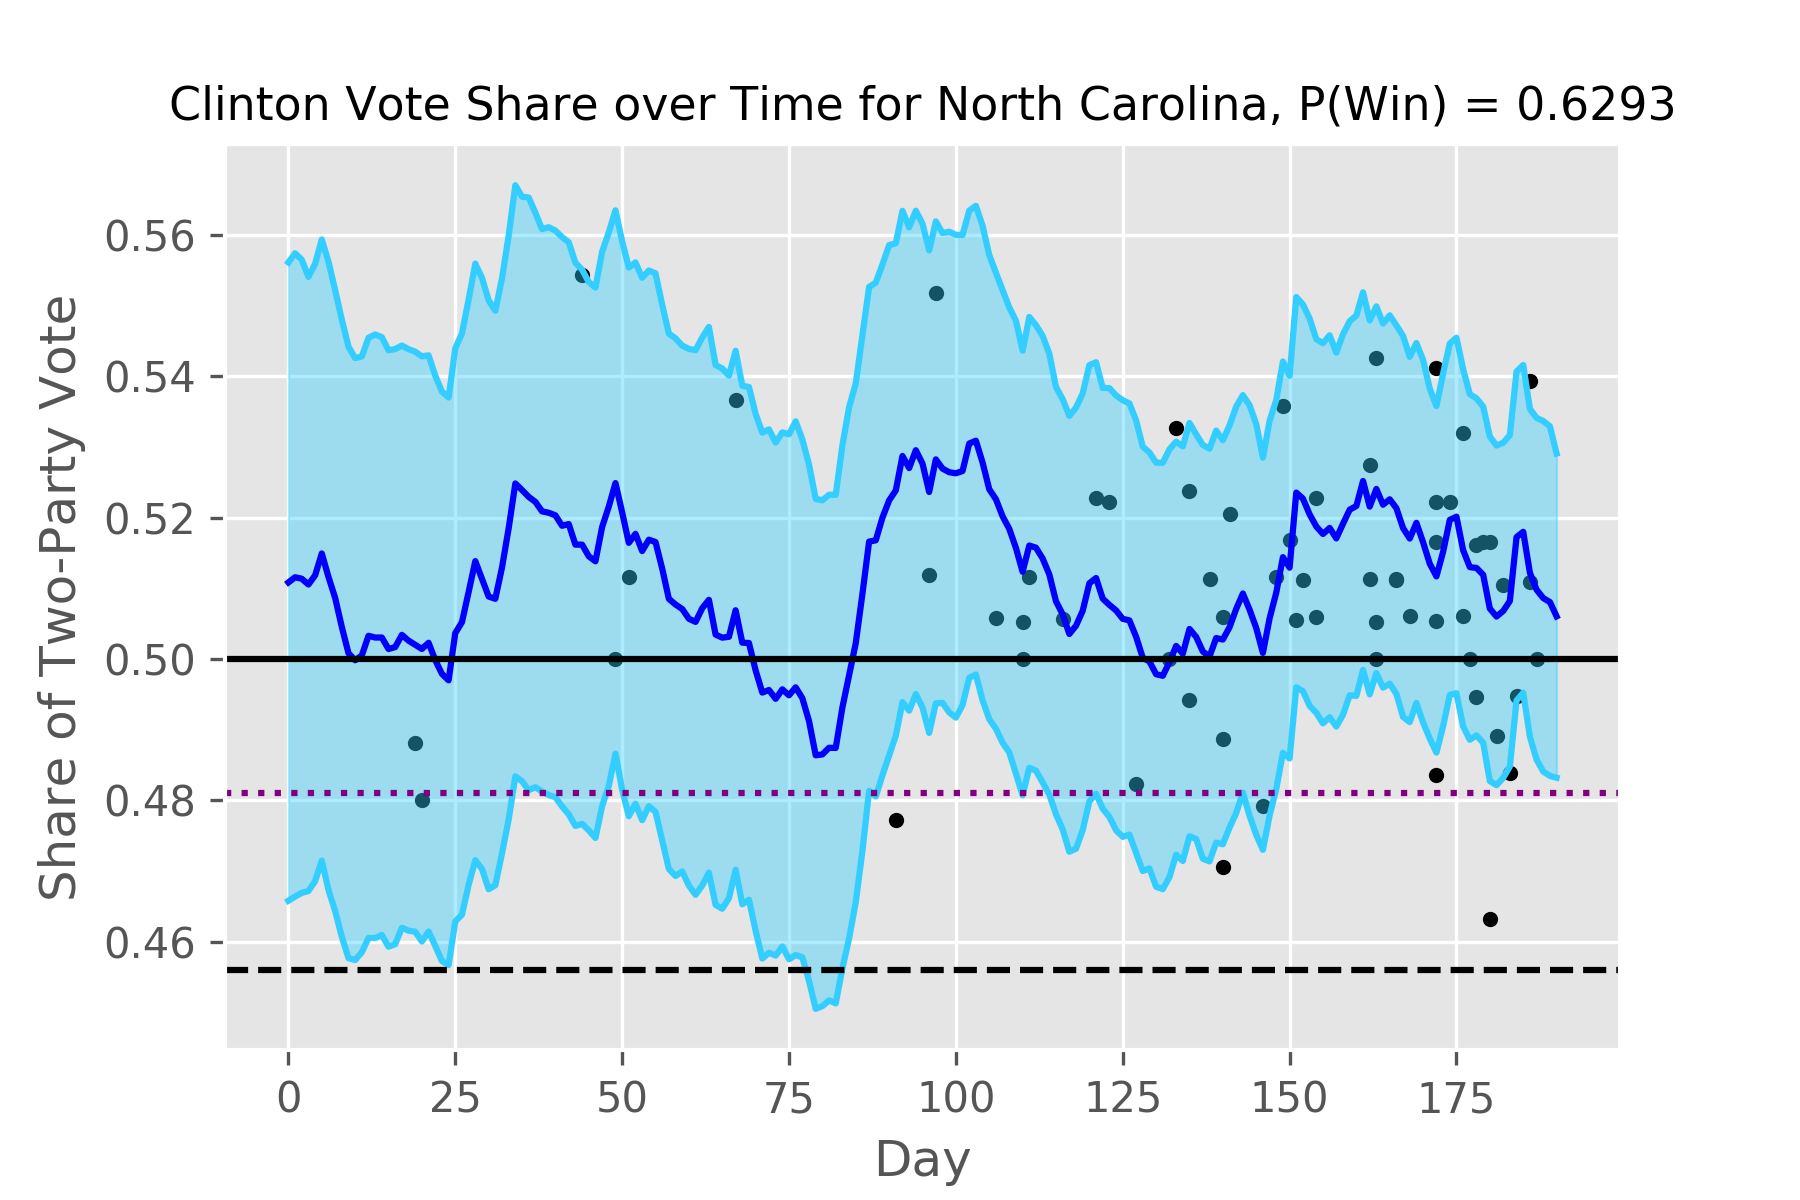 Clinton Vote Share over Time for North Carolina, P(Win) = 0.6293
Share of Two-Party Vote
0.56
0.54
0.52
0.50
0.48
0.46
0 25 50 75 100 125 150 175
Day